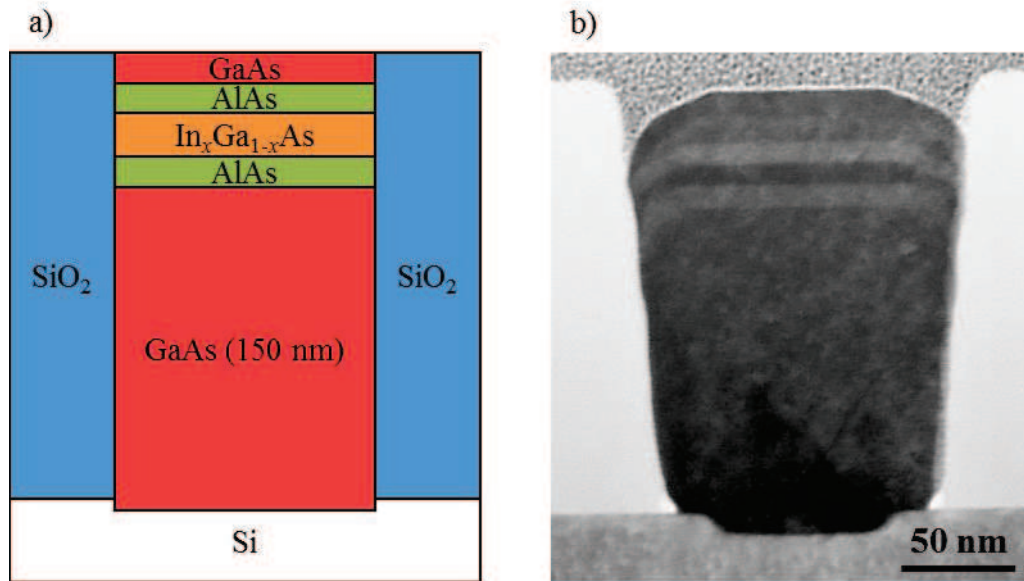 a)
GaAs
AlAs
InₓGa₁₋ₓAs
AlAs
SiO₂
GaAs (150 nm)
SiO₂
Si
b)
50 nm